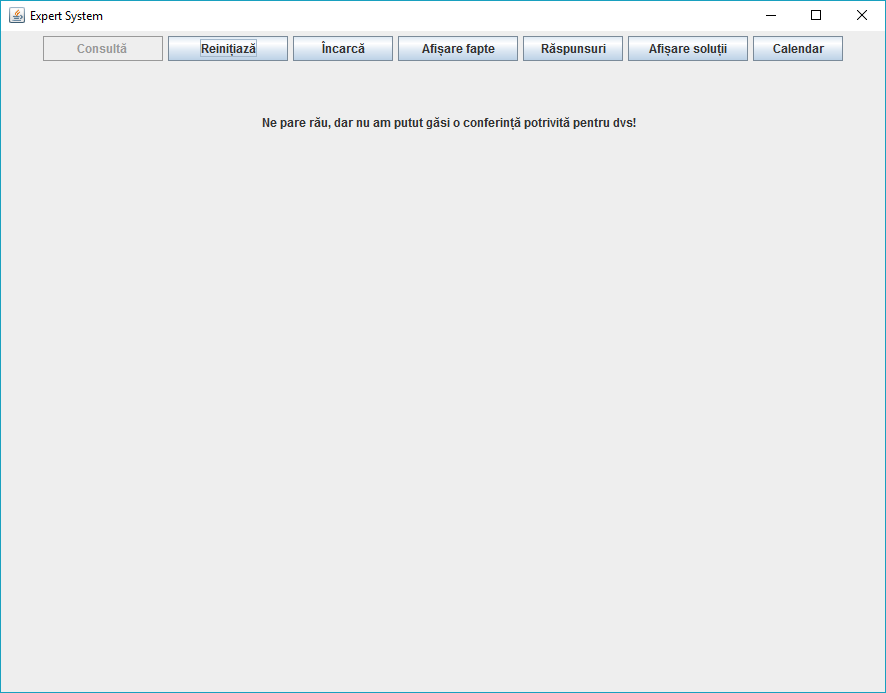 Expert System
Consultă Reinițiază Încarcă Afișare fapte Răspunsuri Afișare soluții Calendar
Ne pare rău, dar nu am putut găsi o conferință potrivită pentru dvs!